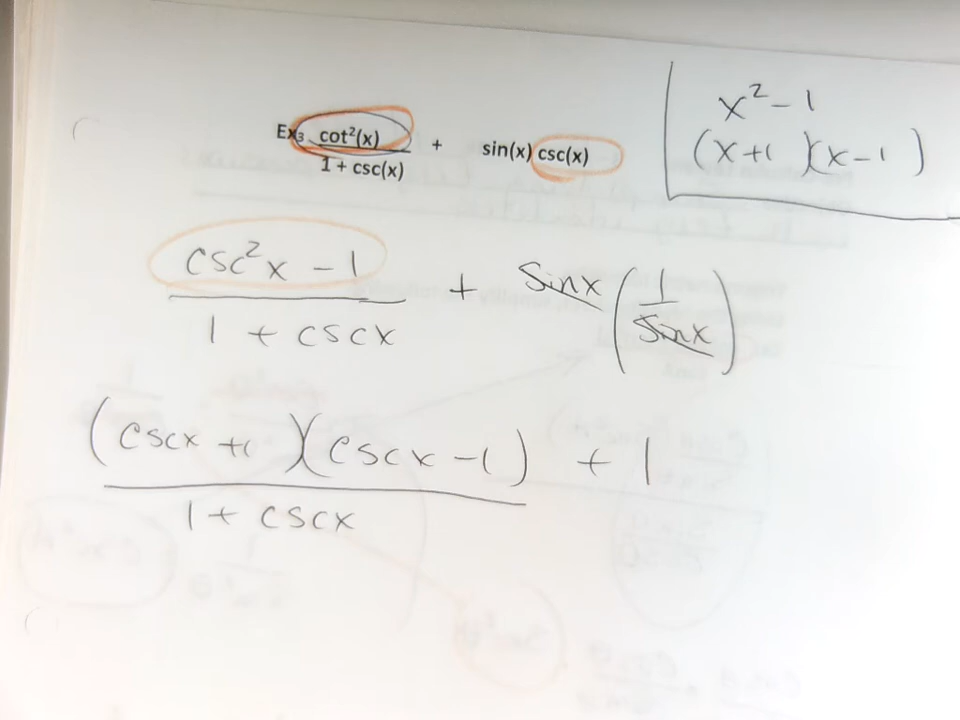 Ex3 cot²(x) / 1 + csc(x) + sin(x) csc(x)
x² - 1
(x+1)(x-1)
csc²x - 1 / 1 + cscx + sinx (1 / sinx)
(cscx +1)(cscx -1) / 1 + cscx + 1